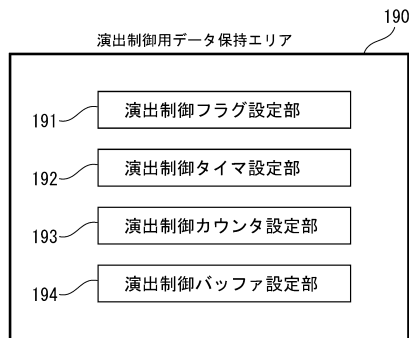 190
演出制御用データ保持エリア
191 演出制御フラグ設定部
192 演出制御タイマ設定部
193 演出制御カウンタ設定部
194 演出制御バッファ設定部